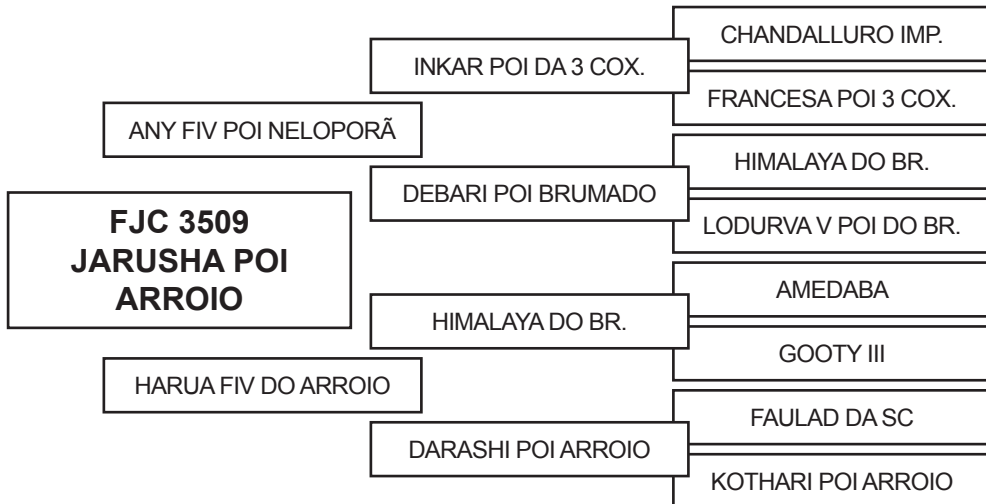 CHANDALLURO IMP.
INKAR POI DA 3 COX.
FRANCESA POI 3 COX.
ANY FIV POI NELOPORÃ
HIMALAYA DO BR.
DEBARI POI BRUMADO
LODURVA V POI DO BR.
FJC 3509
JARUSHA POI
ARROIO
AMEDABA
HIMALAYA DO BR.
GOOTY III
HARUA FIV DO ARROIO
FAULAD DA SC
DARASHI POI ARROIO
KOTHARI POI ARROIO